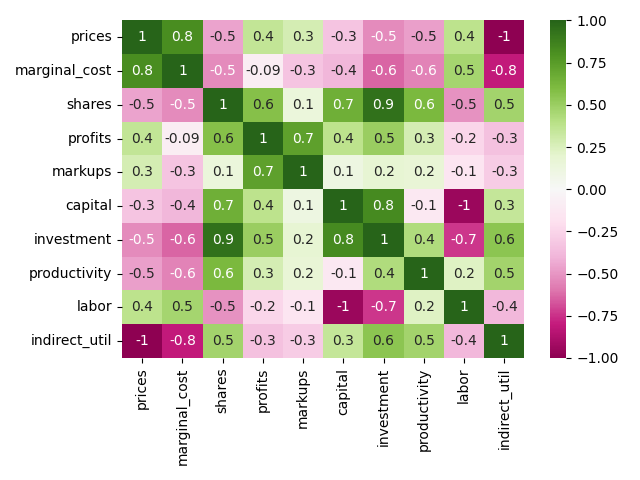 prices 1 0.8 -0.5 0.4 0.3 -0.3 -0.5 -0.5 0.4 -1
marginal_cost 0.8 1 -0.5 -0.09 -0.3 -0.4 -0.6 -0.6 0.5 -0.8
shares -0.5 -0.5 1 0.6 0.1 0.7 0.9 0.6 -0.5 0.5
profits 0.4 -0.09 0.6 1 0.7 0.4 0.5 0.3 -0.2 -0.3
markups 0.3 -0.3 0.1 0.7 1 0.1 0.2 0.2 -0.1 -0.3
capital -0.3 -0.4 0.7 0.4 0.1 1 0.8 -0.1 -1 0.3
investment -0.5 -0.6 0.9 0.5 0.2 0.8 1 0.4 -0.7 0.6
productivity -0.5 -0.6 0.6 0.3 0.2 -0.1 0.4 1 0.2 0.5
labor 0.4 0.5 -0.5 -0.2 -0.1 -1 -0.7 0.2 1 -0.4
indirect_util -1 -0.8 0.5 -0.3 -0.3 0.3 0.6 0.5 -0.4 1
prices
marginal_cost
shares
profits
markups
capital
investment
productivity
labor
indirect_util
1.00
0.75
0.50
0.25
0.00
−0.25
−0.50
−0.75
−1.00